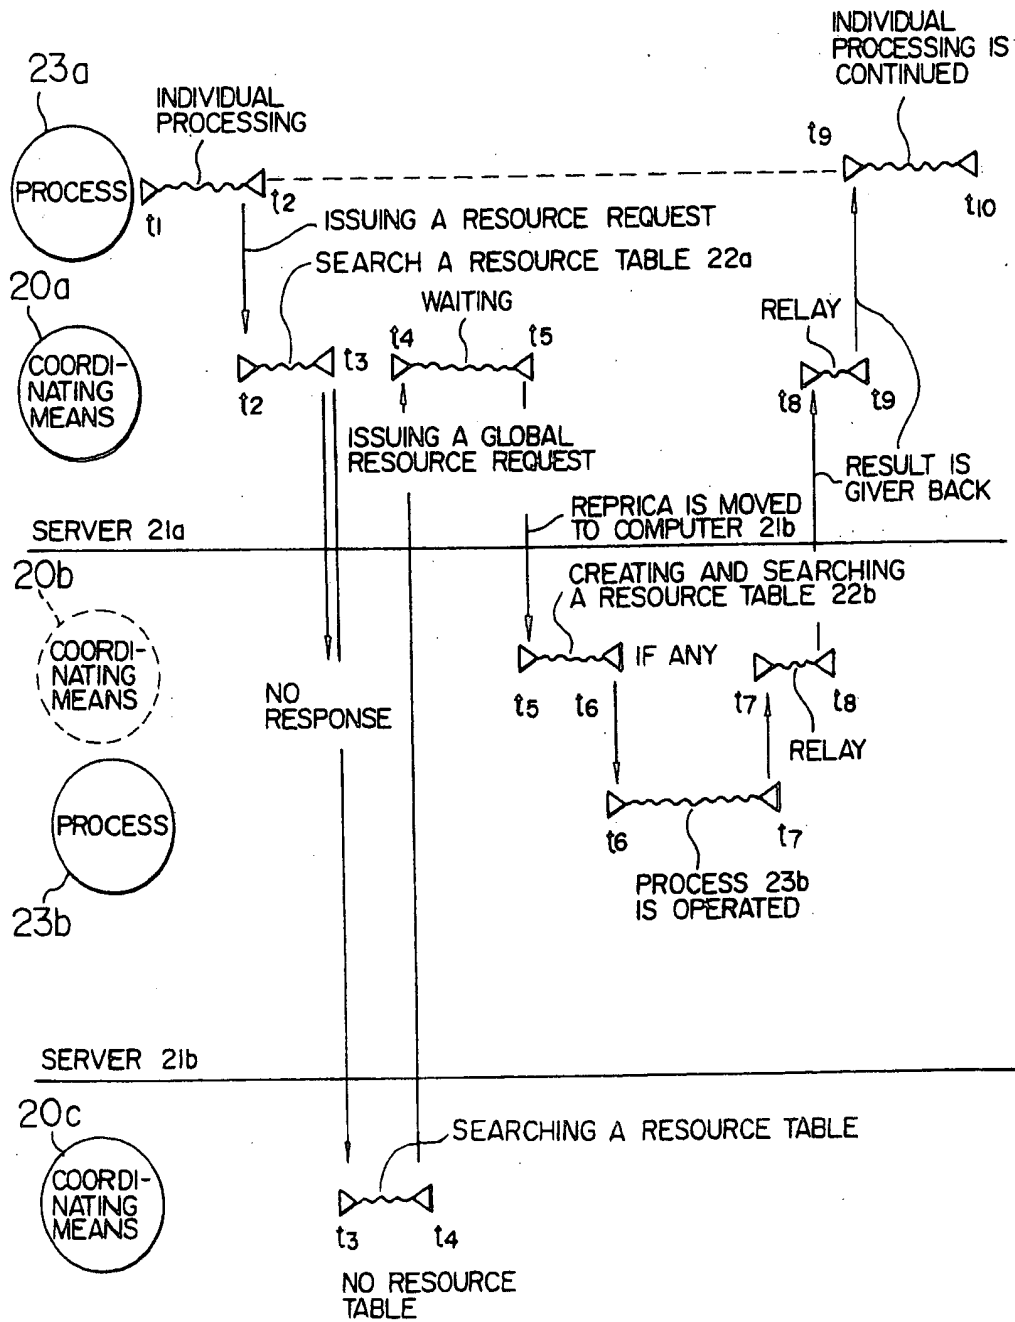 INDIVIDUAL
PROCESSING IS
CONTINUED
23a
INDIVIDUAL
PROCESSING
t9
PROCESS
t1
t2
t10
ISSUING A RESOURCE REQUEST
SEARCH A RESOURCE TABLE 22a
20a
WAITING
RELAY
COORDI-
NATING
MEANS
t2
t3
t4
t5
t8
t9
ISSUING A GLOBAL
RESOURCE REQUEST
RESULT IS
GIVER BACK
REPRICA IS MOVED
TO COMPUTER 21b
SERVER 21a
20b
CREATING AND SEARCHING
A RESOURCE TABLE 22b
COORDI-
NATING
MEANS
IF ANY
NO
RESPONSE
t5
t6
t7
t8
RELAY
PROCESS
t6
t7
23b
PROCESS 23b
IS OPERATED
SERVER 21b
20c
SEARCHING A RESOURCE TABLE
COORDI-
NATING
MEANS
t3
t4
NO RESOURCE
TABLE